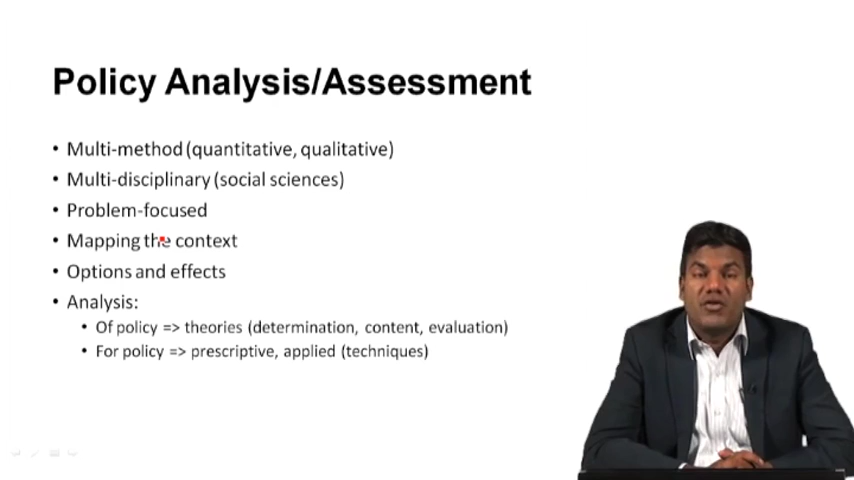 Policy Analysis/Assessment
• Multi-method (quantitative, qualitative)
• Multi-disciplinary (social sciences)
• Problem-focused
• Mapping the context
• Options and effects
• Analysis:
• Of policy => theories (determination, content, evaluation)
• For policy => prescriptive, applied (techniques)